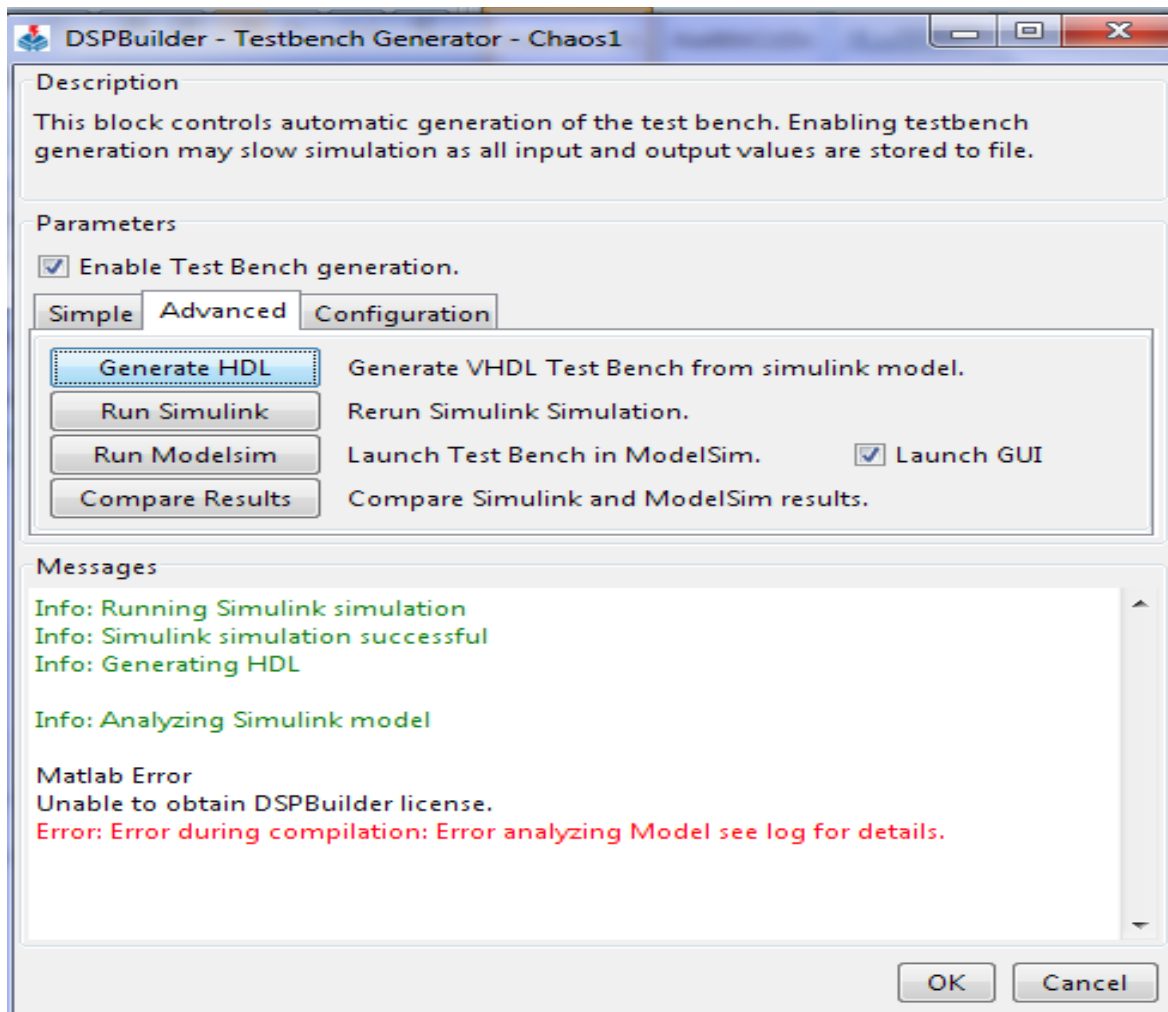 DSPBuilder - Testbench Generator - Chaos1
Description
This block controls automatic generation of the test bench. Enabling testbench
generation may slow simulation as all input and output values are stored to file.
Parameters
Enable Test Bench generation.
Simple Advanced Configuration
Generate HDL Generate VHDL Test Bench from simulink model.
Run Simulink Rerun Simulink Simulation.
Run Modelsim Launch Test Bench in ModelSim. Launch GUI
Compare Results Compare Simulink and ModelSim results.
Messages
Info: Running Simulink simulation
Info: Simulink simulation successful
Info: Generating HDL
Info: Analyzing Simulink model
Matlab Error
Unable to obtain DSPBuilder license.
Error: Error during compilation: Error analyzing Model see log for details.
OK Cancel